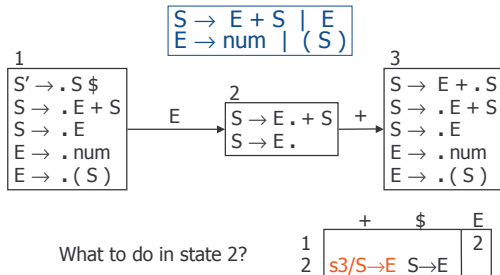 S → E + S | E
E → num | ( S )
1
S' → . S $
S → . E + S
S → . E
E → . num
E → . ( S )
E
2
S → E . + S
S → E .
+
3
S → E + . S
S → . E + S
S → . E
E → . num
E → . ( S )
What to do in state 2?
+ $ E
1 2
2 s3/S→E S→E